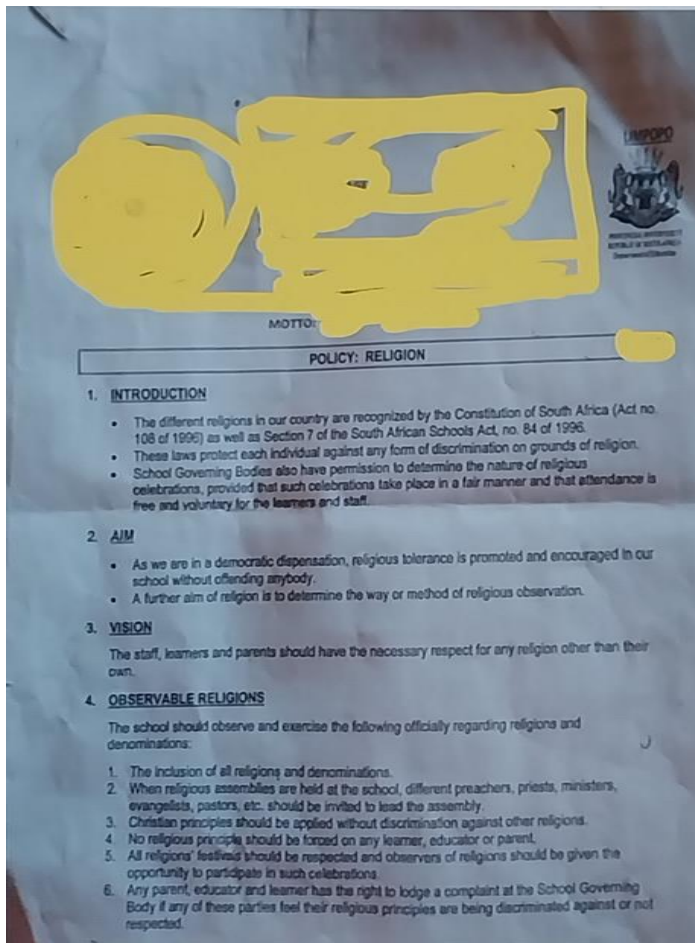 LIMPOPO
PROVINCIAL GOVERNMENT
REPUBLIC OF SOUTH AFRICA
Department of Education
MOTTO:
POLICY: RELIGION
1. INTRODUCTION
• The different religions in our country are recognized by the Constitution of South Africa (Act no.
108 of 1996) as well as Section 7 of the South African Schools Act, no. 84 of 1996.
• These laws protect each individual against any form of discrimination on grounds of religion.
• School Governing Bodies also have permission to determine the nature of religious
celebrations, provided that such celebrations take place in a fair manner and that attendance is
free and voluntary for the learners and staff.
2. AIM
• As we are in a democratic dispensation, religious tolerance is promoted and encouraged in our
school without offending anybody.
• A further aim of religion is to determine the way or method of religious observation.
3. VISION
The staff, learners and parents should have the necessary respect for any religion other than their
own.
4. OBSERVABLE RELIGIONS
The school should observe and exercise the following officially regarding religions and
denominations:
1. The inclusion of all religions and denominations.
2. When religious assemblies are held at the school, different preachers, priests, ministers,
evangelists, pastors, etc. should be invited to lead the assembly.
3. Christian principles should be applied without discrimination against other religions.
4. No religious principle should be forced on any learner, educator or parent.
5. All religions' festivals should be respected and observers of religions should be given the
opportunity to participate in such celebrations.
6. Any parent, educator and learner has the right to lodge a complaint at the School Governing
Body if any of these parties feel their religious principles are being discriminated against or not
respected.